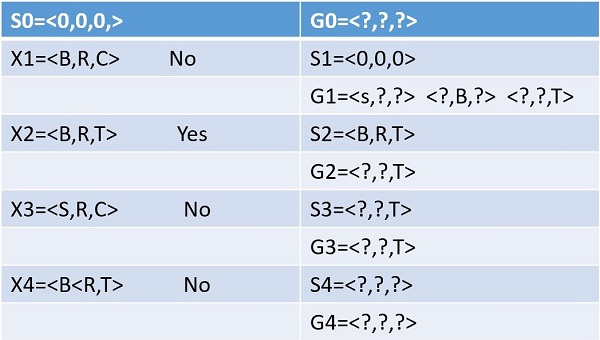 S0=<0,0,0,> G0=<?,?,?>
X1=<B,R,C> No S1=<0,0,0>
G1=<s,?,?> <?,B,?> <?,?,T>
X2=<B,R,T> Yes S2=<B,R,T>
G2=<?,?,T>
X3=<S,R,C> No S3=<?,?,T>
G3=<?,?,T>
X4=<B<R,T> No S4=<?,?,?>
G4=<?,?,?>